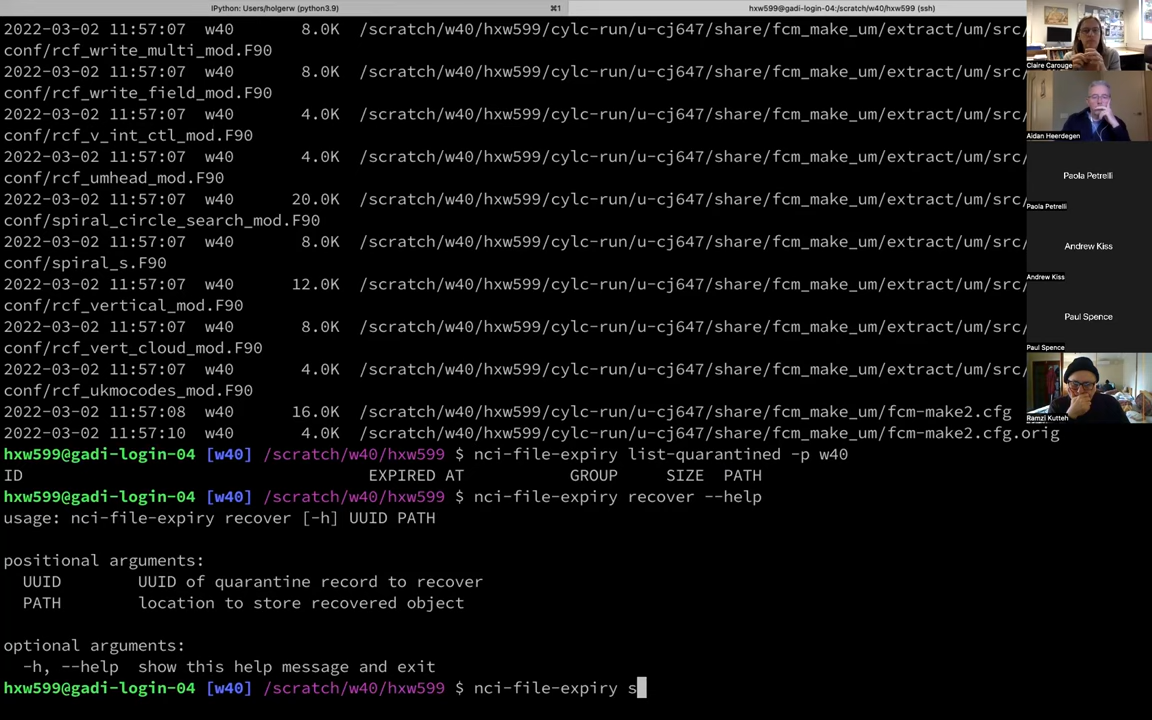 IPython: Users/holgerw (python3.9)
⌘1
hxw599@gadi-login-04:/scratch/w40/hxw599 (ssh)
2022-03-02 11:57:07  w40       8.0K  /scratch/w40/hxw599/cylc-run/u-cj647/share/fcm_make_um/extract/um/src/
conf/rcf_write_multi_mod.F90
2022-03-02 11:57:07  w40       8.0K  /scratch/w40/hxw599/cylc-run/u-cj647/share/fcm_make_um/extract/um/src/
conf/rcf_write_field_mod.F90
2022-03-02 11:57:07  w40       4.0K  /scratch/w40/hxw599/cylc-run/u-cj647/share/fcm_make_um/extract/um/src/
conf/rcf_v_int_ctl_mod.F90
2022-03-02 11:57:07  w40       4.0K  /scratch/w40/hxw599/cylc-run/u-cj647/share/fcm_make_um/extract/um/src/
conf/rcf_umhead_mod.F90
2022-03-02 11:57:07  w40      20.0K  /scratch/w40/hxw599/cylc-run/u-cj647/share/fcm_make_um/extract/um/src/
conf/spiral_circle_search_mod.F90
2022-03-02 11:57:07  w40       8.0K  /scratch/w40/hxw599/cylc-run/u-cj647/share/fcm_make_um/extract/um/src/
conf/spiral_s.F90
2022-03-02 11:57:07  w40      12.0K  /scratch/w40/hxw599/cylc-run/u-cj647/share/fcm_make_um/extract/um/src/
conf/rcf_vertical_mod.F90
2022-03-02 11:57:07  w40       8.0K  /scratch/w40/hxw599/cylc-run/u-cj647/share/fcm_make_um/extract/um/src/
conf/rcf_vert_cloud_mod.F90
2022-03-02 11:57:07  w40       4.0K  /scratch/w40/hxw599/cylc-run/u-cj647/share/fcm_make_um/extract/um/src/
conf/rcf_ukmocodes_mod.F90
2022-03-02 11:57:08  w40      16.0K  /scratch/w40/hxw599/cylc-run/u-cj647/share/fcm_make_um/fcm-make2.cfg
2022-03-02 11:57:10  w40       4.0K  /scratch/w40/hxw599/cylc-run/u-cj647/share/fcm_make_um/fcm-make2.cfg.orig
hxw599@gadi-login-04 [w40] /scratch/w40/hxw599 $ nci-file-expiry list-quarantined -p w40
ID                                    EXPIRED AT           GROUP     SIZE  PATH
hxw599@gadi-login-04 [w40] /scratch/w40/hxw599 $ nci-file-expiry recover --help
usage: nci-file-expiry recover [-h] UUID PATH
positional arguments:
  UUID        UUID of quarantine record to recover
  PATH        location to store recovered object
optional arguments:
  -h, --help  show this help message and exit
hxw599@gadi-login-04 [w40] /scratch/w40/hxw599 $ nci-file-expiry s
Claire Carouge
Aidan Heerdegen
Paola Petrelli
Paola Petrelli
Andrew Kiss
Andrew Kiss
Paul Spence
Paul Spence
Ramzi Kutteh